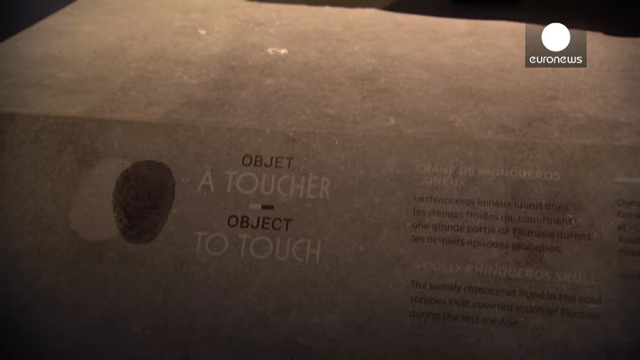 euronews
OBJET
À TOUCHER
OBJECT
TO TOUCH
CRÂNE DE RHINOCÉROS
LAINEUX
Le rhinocéros laineux vivait dans
les steppes froides qui couvraient
une grande partie de l'Eurasie durant
les derniers épisodes glaciaires.
WOOLLY RHINOCEROS SKULL
The woolly rhinoceros lived in the cold
steppes that covered much of Eurasia
during the last Ice Age.